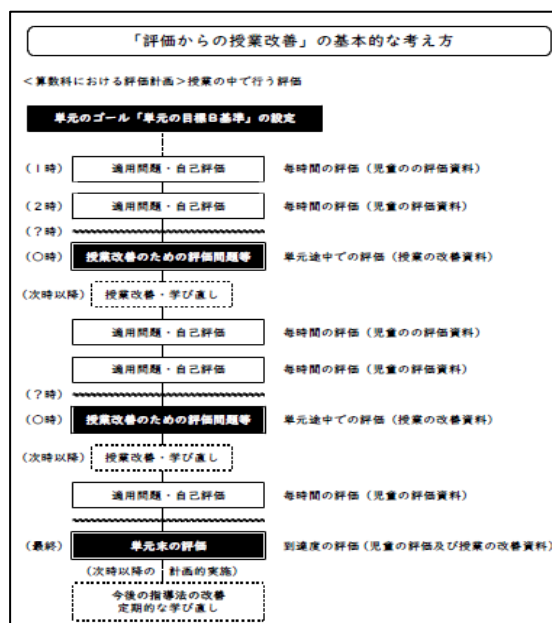 「評価からの授業改善」の基本的な考え方
<算数科における評価計画>授業の中で行う評価
単元のゴール「単元の目標B基準」の設定
(1時) 適用問題・自己評価 毎時間の評価(児童のの評価資料)
(2時) 適用問題・自己評価 毎時間の評価(児童の評価資料)
(?時)
(〇時) 授業改善のための評価問題等 単元途中での評価(授業の改善資料)
(次時以降) 授業改善・学び直し
適用問題・自己評価 毎時間の評価(児童のの評価資料)
適用問題・自己評価 毎時間の評価(児童の評価資料)
(?時)
(〇時) 授業改善のための評価問題等 単元途中での評価(授業の改善資料)
(次時以降) 授業改善・学び直し
適用問題・自己評価 毎時間の評価(児童の評価資料)
(最終) 単元末の評価 到達度の評価(児童の評価及び授業の改善資料)
(次時以降の 計画的実施)
今後の指導法の改善
定期的な学び直し